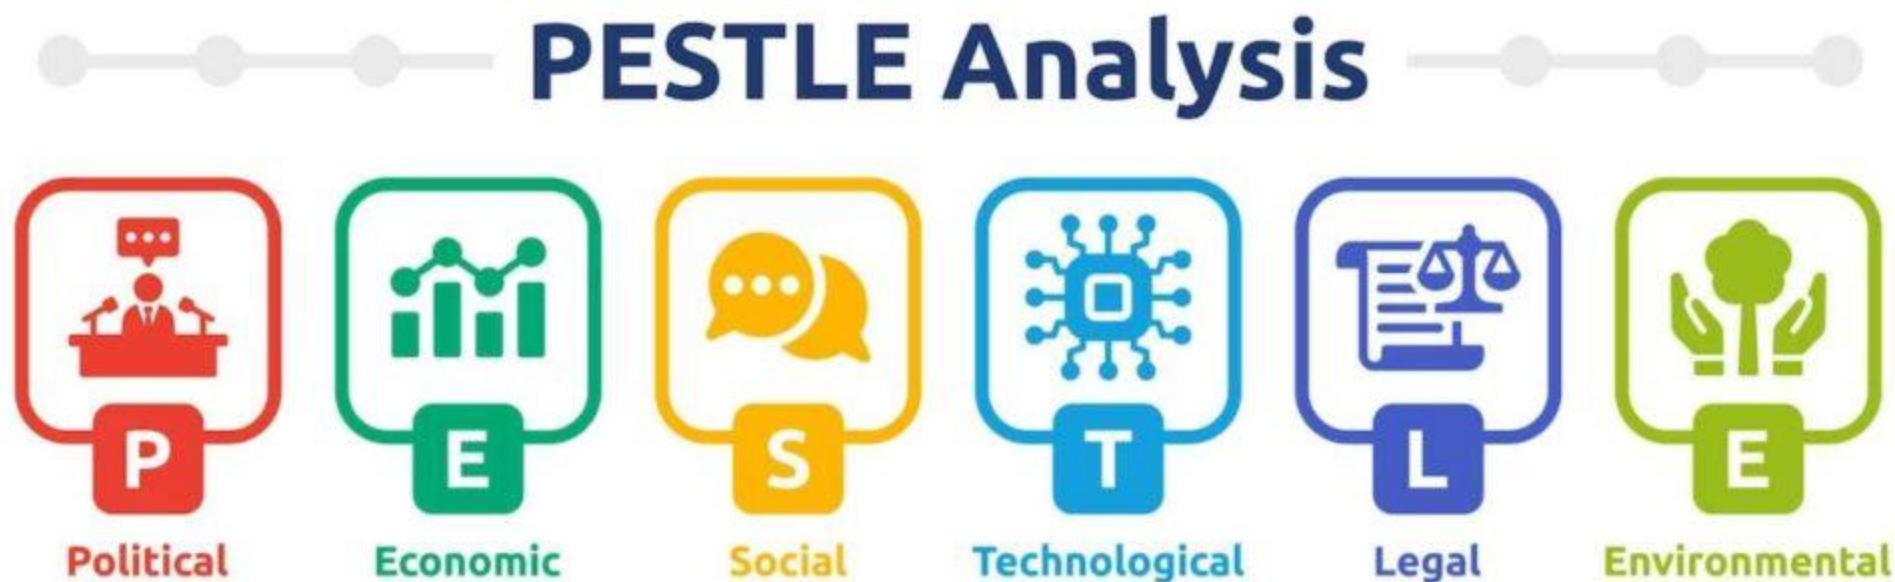 PESTLE Analysis
P E S T L E
Political Economic Social Technological Legal Environmental